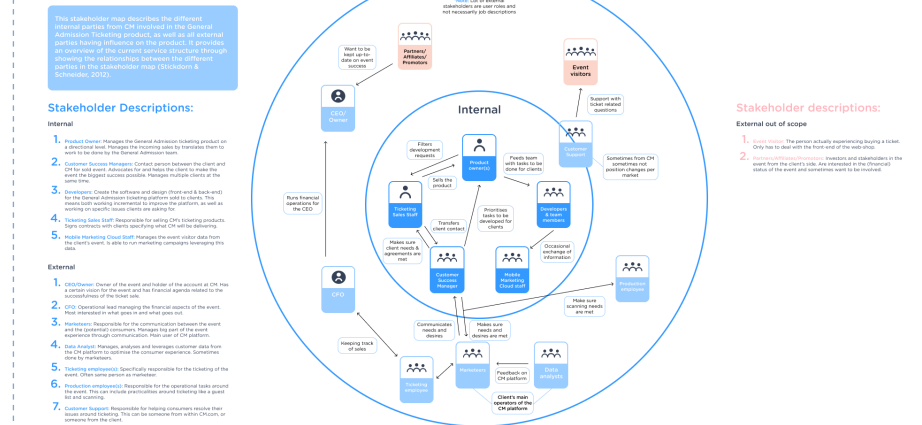 This stakeholder map describes the different
internal parties from CM involved in the General
Admission Ticketing product, as well as all external
parties having influence on the product. It provides
an overview of the current service structure through
showing the relationships between the different
parties in the stakeholder map (Stickdorn &
Schneider, 2012).
Stakeholder Descriptions:
Internal
1. Product Owner: Manages the General Admission ticketing product on
a directional level. Manages the incoming sales by translates them to
work to be done by the General Admission team.
2. Customer Success Managers: Contact person between the client and
CM for sold event. Advocates for and helps the client to make the
event the biggest success possible. Manages multiple clients at the
same time.
3. Developers: Create the software and design (front-end & back-end)
for the General Admission ticketing platform sold to clients. This
means both working incremental to improve the platform, as well as
working on specific issues clients are asking for.
4. Ticketing Sales Staff: Responsible for selling CM's ticketing products.
Signs contracts with clients specifying what CM will be delivering.
5. Mobile Marketing Cloud Staff: Manages the event visitor data from
the client's event. Is able to run marketing campaigns leveraging this
data.
External
1. CEO/Owner: Owner of the event and holder of the account at CM. Has
a certain vision for the event and has financial agenda related to the
successfulness of the ticket sale.
2. CFO: Operational lead managing the financial aspects of the event.
Most interested in what goes in and what goes out.
3. Marketeers: Responsible for the communication between the event
and the (potential) consumers. Manages big part of the event
experience through communication. Main user of CM platform.
4. Data Analyst: Manages, analyses and leverages customer data from
the CM platform to optimise the consumer experience. Sometimes
done by marketeers.
5. Ticketing employee(s): Specifically responsible for the ticketing of the
event. Often same person as marketeer.
6. Production employee(s): Responsible for the operational tasks around
the event. This can include practicalities around ticketing like a guest
list and scanning.
7. Customer Support: Responsible for helping consumers resolve their
issues around ticketing. This can be someone from within CM.com, or
someone from the client.
Note: List of external
stakeholders are user roles and
not necessarily job descriptions
Want to be
kept up-to-
date on event
success
Partners/
Affiliates/
Promotors
Event
visitors
CEO/
Owner
Support with
ticket related
questions
Internal
Customer
Support
Filters
development
requests
Product
owner
Feeds team
with tasks to be
done for clients
Sometimes from CM
sometimes not
position changes per
market
Sells the
product
Runs financial
operations for
the CEO
Ticketing
Sales Staff
Prioritises
tasks to be
developed for
clients
Developers
& team
members
Transfers
client contact
Makes sure
client needs &
agreements are
met
Occasional
exchange of
information
Customer
Success
Manager
Mobile
Marketing
Cloud staff
CFO
Production
employee
Make sure
scanning needs
are met
Communicates
needs and
desires
Makes sure
needs and
desires are met
Keeping track
of sales
Ticketing
employee
Marketeers
Feedback on
CM platform
Data
analysts
Client's main
operators of the
CM platform
Stakeholder descriptions:
External out of scope
1. Event Visitor: The person actually experiencing buying a ticket.
Only has to deal with the front-end of the web shop.
2. Partners/Affiliates/Promotors: Investors and stakeholders in the
event from the client's side. Are interested in the (financial)
status of the event and sometimes want to be involved.